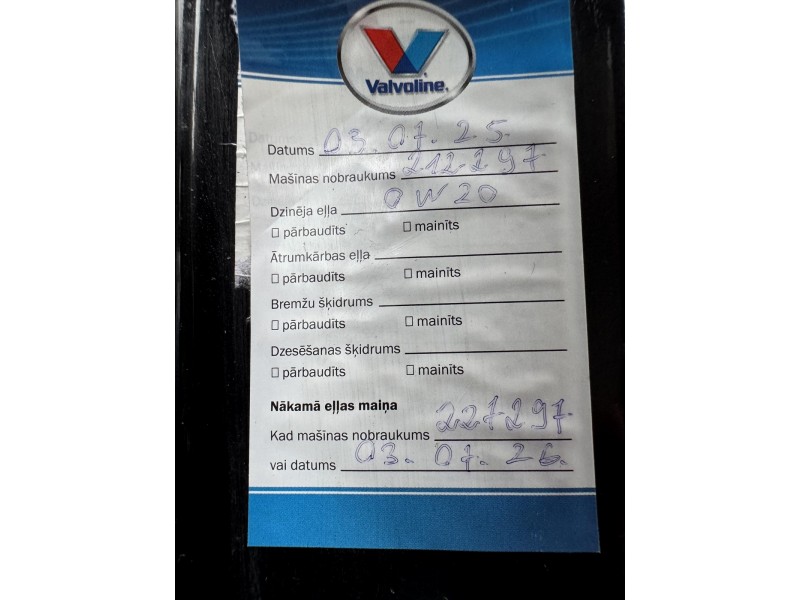 Valvoline
Datums 03.07.25.
Mašīnas nobraukums 212297
Dzinēja eļļa 0W20
pārbaudīts mainīts
Ātrumkārbas eļļa
pārbaudīts mainīts
Bremžu šķidrums
pārbaudīts mainīts
Dzesēšanas šķidrums
pārbaudīts mainīts
Nākamā eļļas maiņa
Kad mašīnas nobraukums 227297
vai datums 03.07.26.